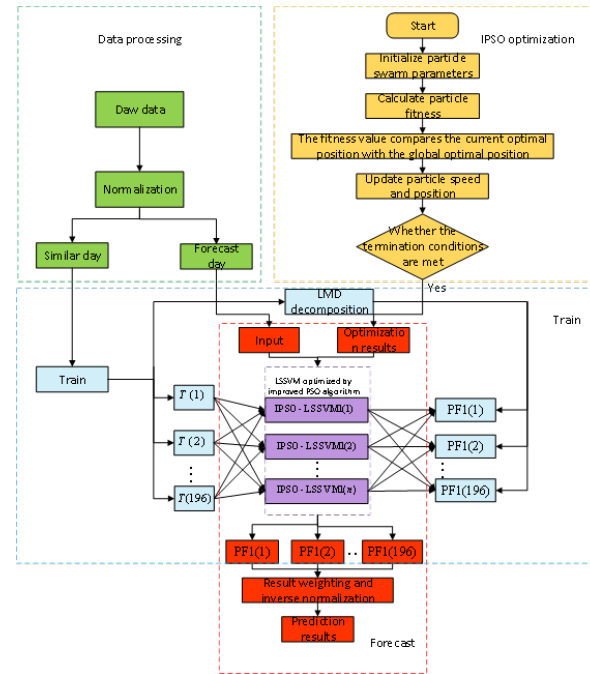 Data processing
Daw data
Normalization
Similar day
Forecast
day
Start
IPSO optimization
Initialize particle
swarm parameters
Calculate particle
fitness
The fitness value compares the current optimal
position with the global optimal position
Update particle speed
and position
Whether the
termination conditions
are met
Yes
LMD
decomposition
Train
Input
Optimizatio
n results
Train
LSSVM optimized by
improved PSO algorithm
I'(1)
I'(2)
I'(196)
IPSO - LSSVMI(1)
IPSO - LSSVMI(2)
IPSO - LSSVMI(n)
PF1(1)
PF1(2)
PF1(196)
PF1(1)
PF1(2)
..
PF1(196)
Result weighting and
inverse normalization
Prediction
results
Forecast